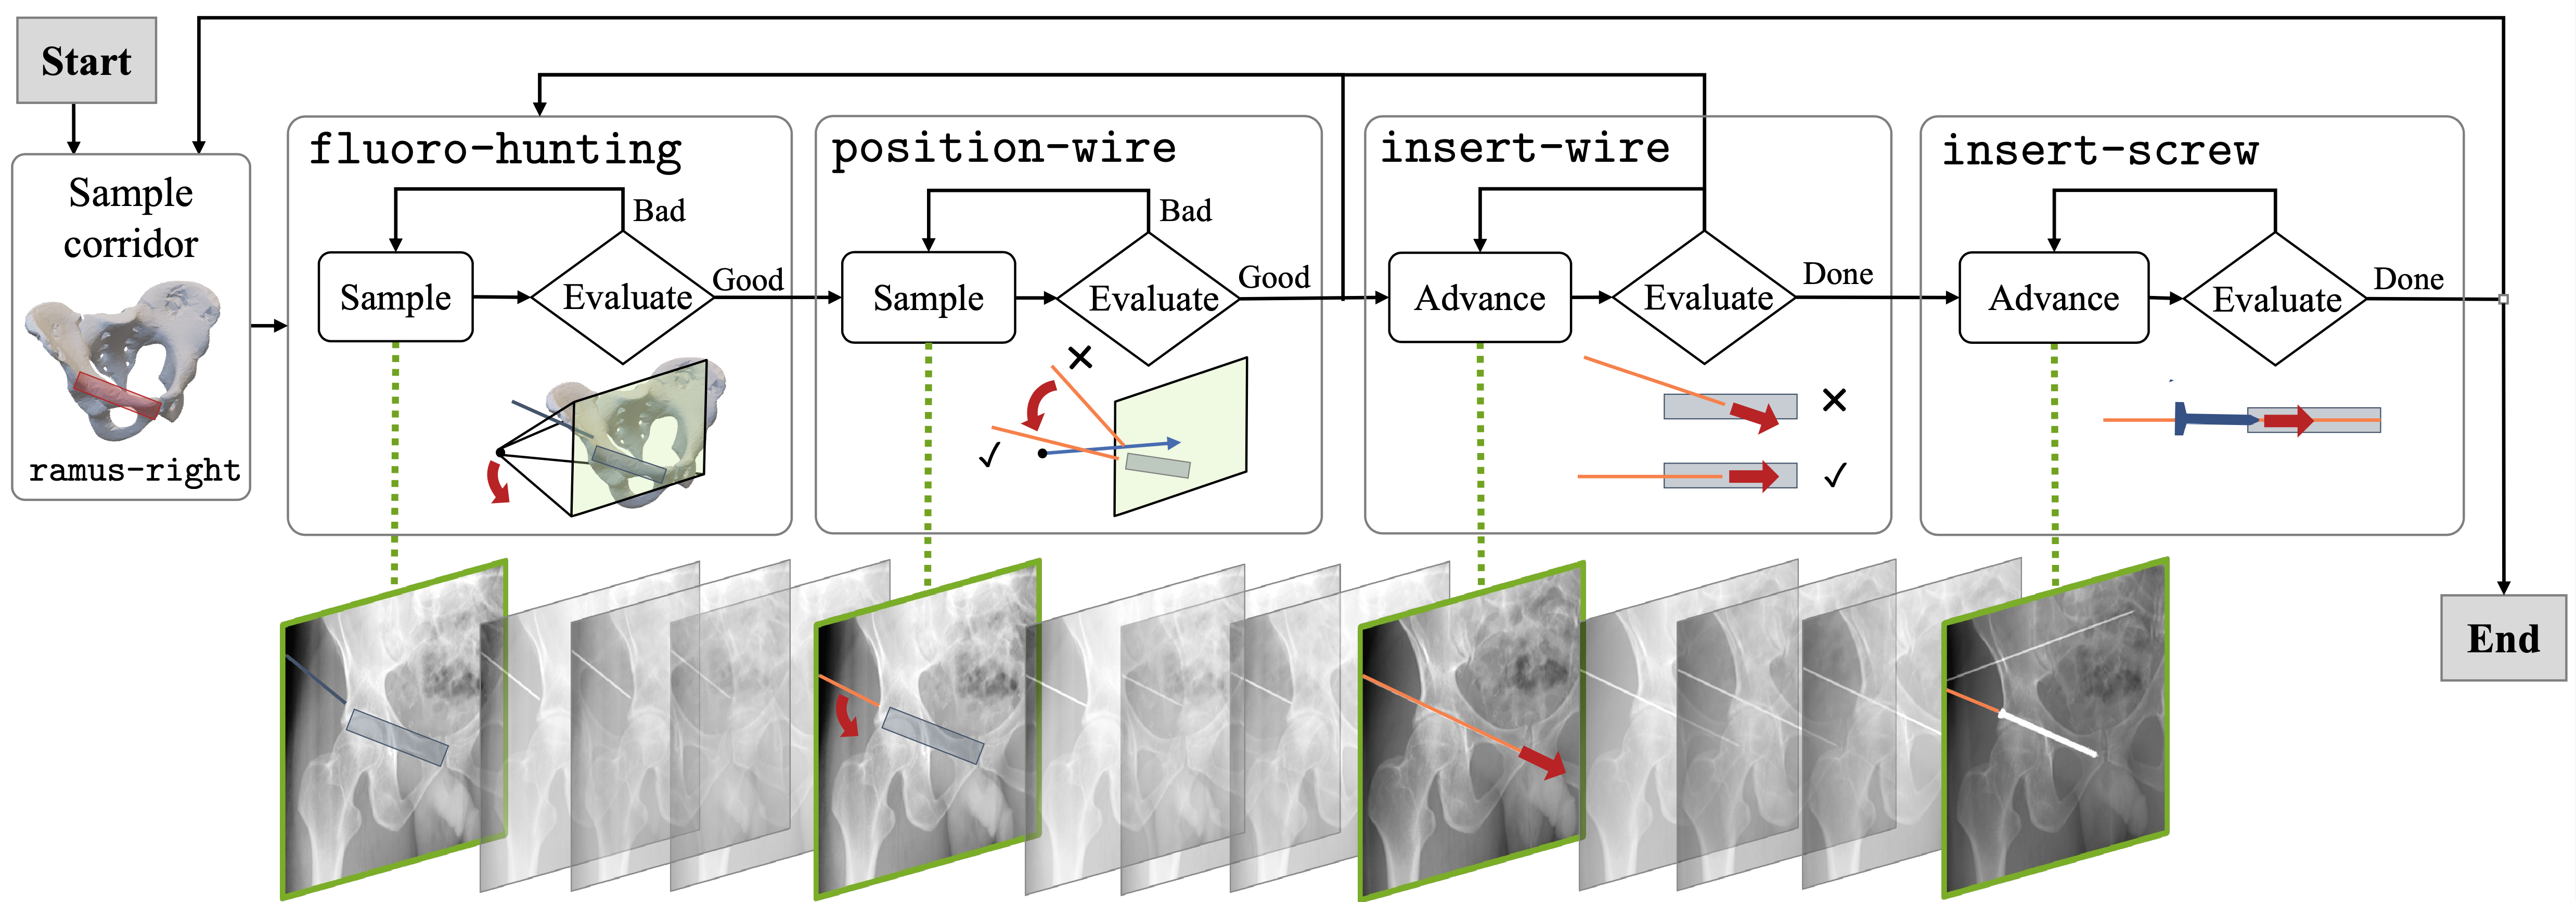 Start
Sample
corridor
ramus-right
fluoro-hunting
Bad
Sample
Evaluate
Good
position-wire
Bad
Sample
Evaluate
Good
insert-wire
Advance
Evaluate
Done
insert-screw
Advance
Evaluate
Done
End